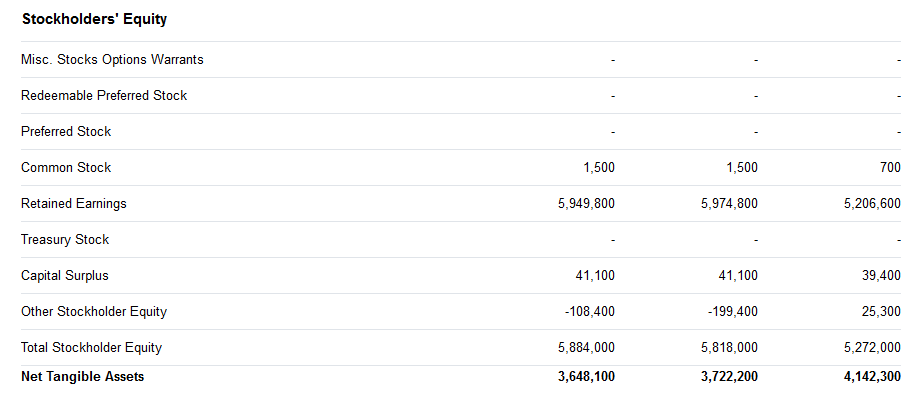 Stockholders' Equity
Misc. Stocks Options Warrants - - -
Redeemable Preferred Stock - - -
Preferred Stock - - -
Common Stock 1,500 1,500 700
Retained Earnings 5,949,800 5,974,800 5,206,600
Treasury Stock - - -
Capital Surplus 41,100 41,100 39,400
Other Stockholder Equity -108,400 -199,400 25,300
Total Stockholder Equity 5,884,000 5,818,000 5,272,000
Net Tangible Assets 3,648,100 3,722,200 4,142,300